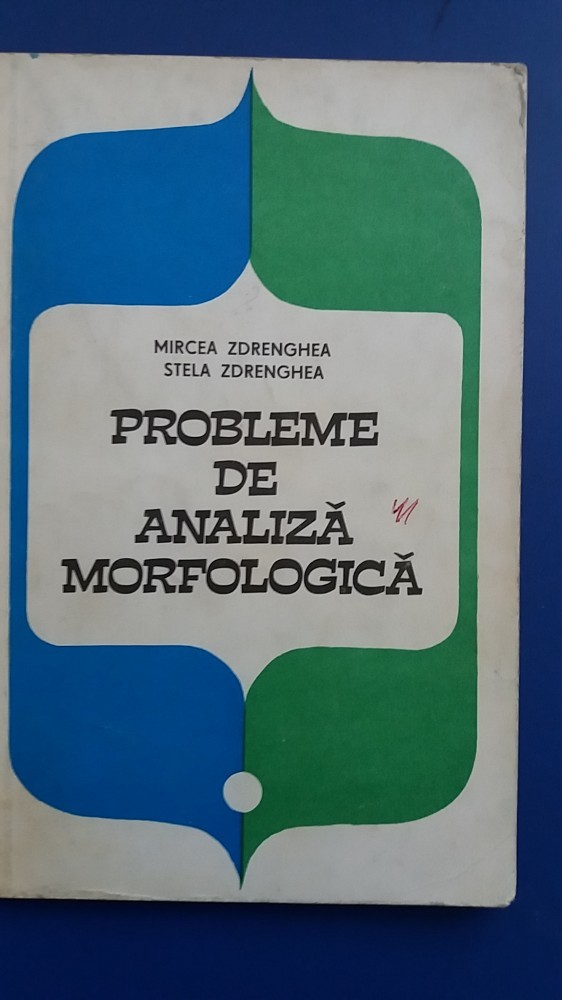 MIRCEA ZDRENGHEA
STELA ZDRENGHEA
PROBLEME
DE
ANALIZĂ
MORFOLOGICĂ